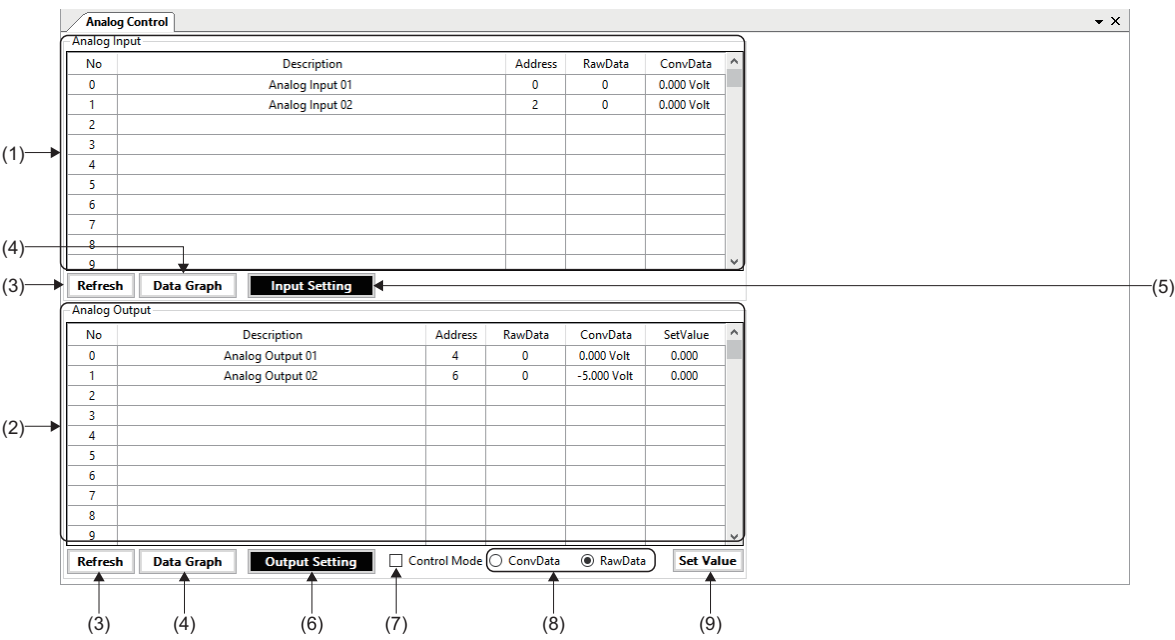 Analog Control
Analog Input
No Description Address RawData ConvData
0 Analog Input 01 0 0 0.000 Volt
1 Analog Input 02 2 0 0.000 Volt
2
3
(1)
4
5
6
7
(4)
8
9
(3) Refresh Data Graph Input Setting (5)
Analog Output
No Description Address RawData ConvData SetValue
0 Analog Output 01 4 0 0.000 Volt 0.000
1 Analog Output 02 6 0 -5.000 Volt 0.000
2
3
(2)
4
5
6
7
8
9
Refresh Data Graph Output Setting Control Mode ConvData RawData Set Value
(3) (4) (6) (7) (8) (9)